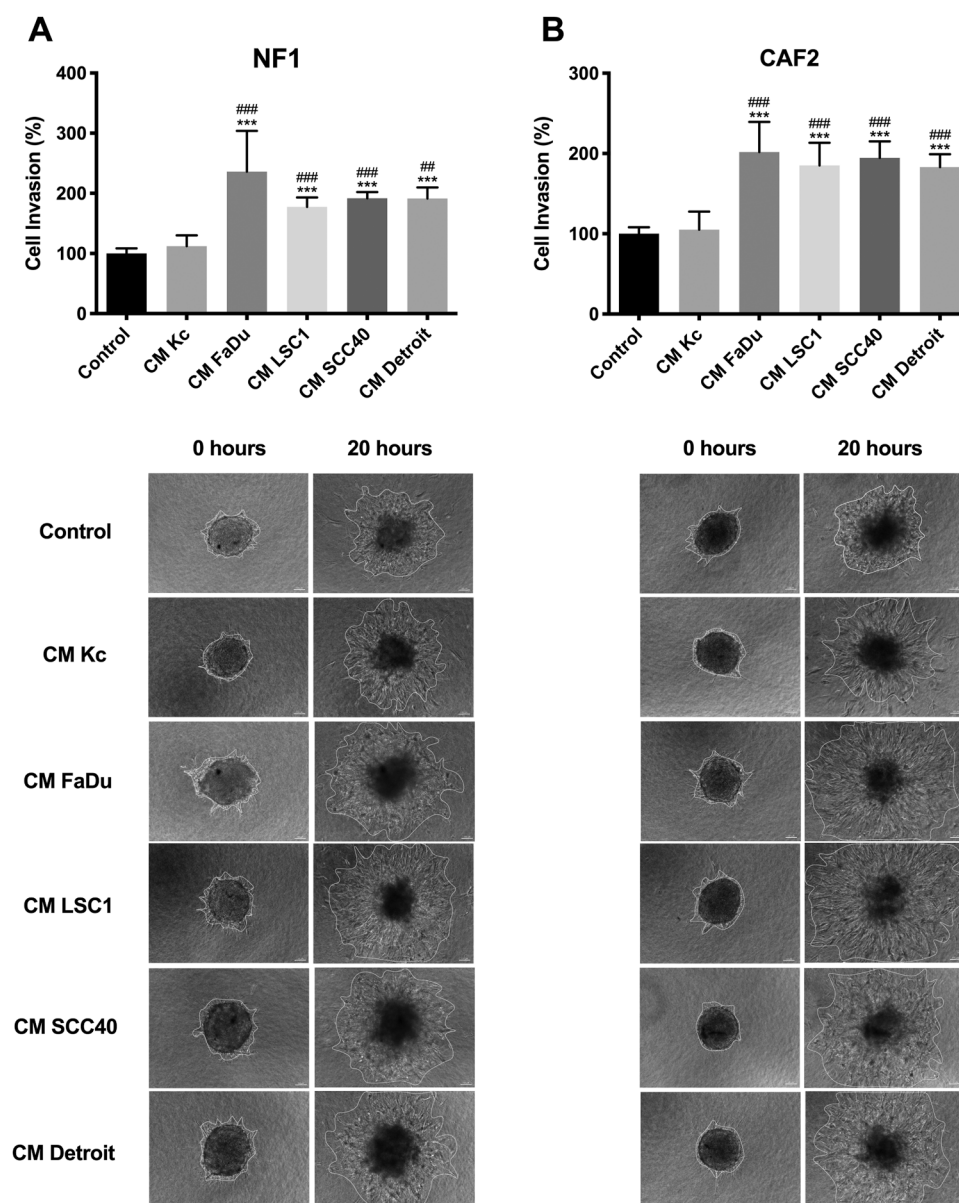 A
NF1
Cell Invasion (%)
400
300
200
100
0
###
***
###
***
###
***
##
***
Control
CM Kc
CM FaDu
CM LSC1
CM SCC40
CM Detroit
B
CAF2
Cell Invasion (%)
300
200
100
0
###
***
###
***
###
***
###
***
Control
CM Kc
CM FaDu
CM LSC1
CM SCC40
CM Detroit
0 hours 20 hours
0 hours 20 hours
Control
CM Kc
CM FaDu
CM LSC1
CM SCC40
CM Detroit